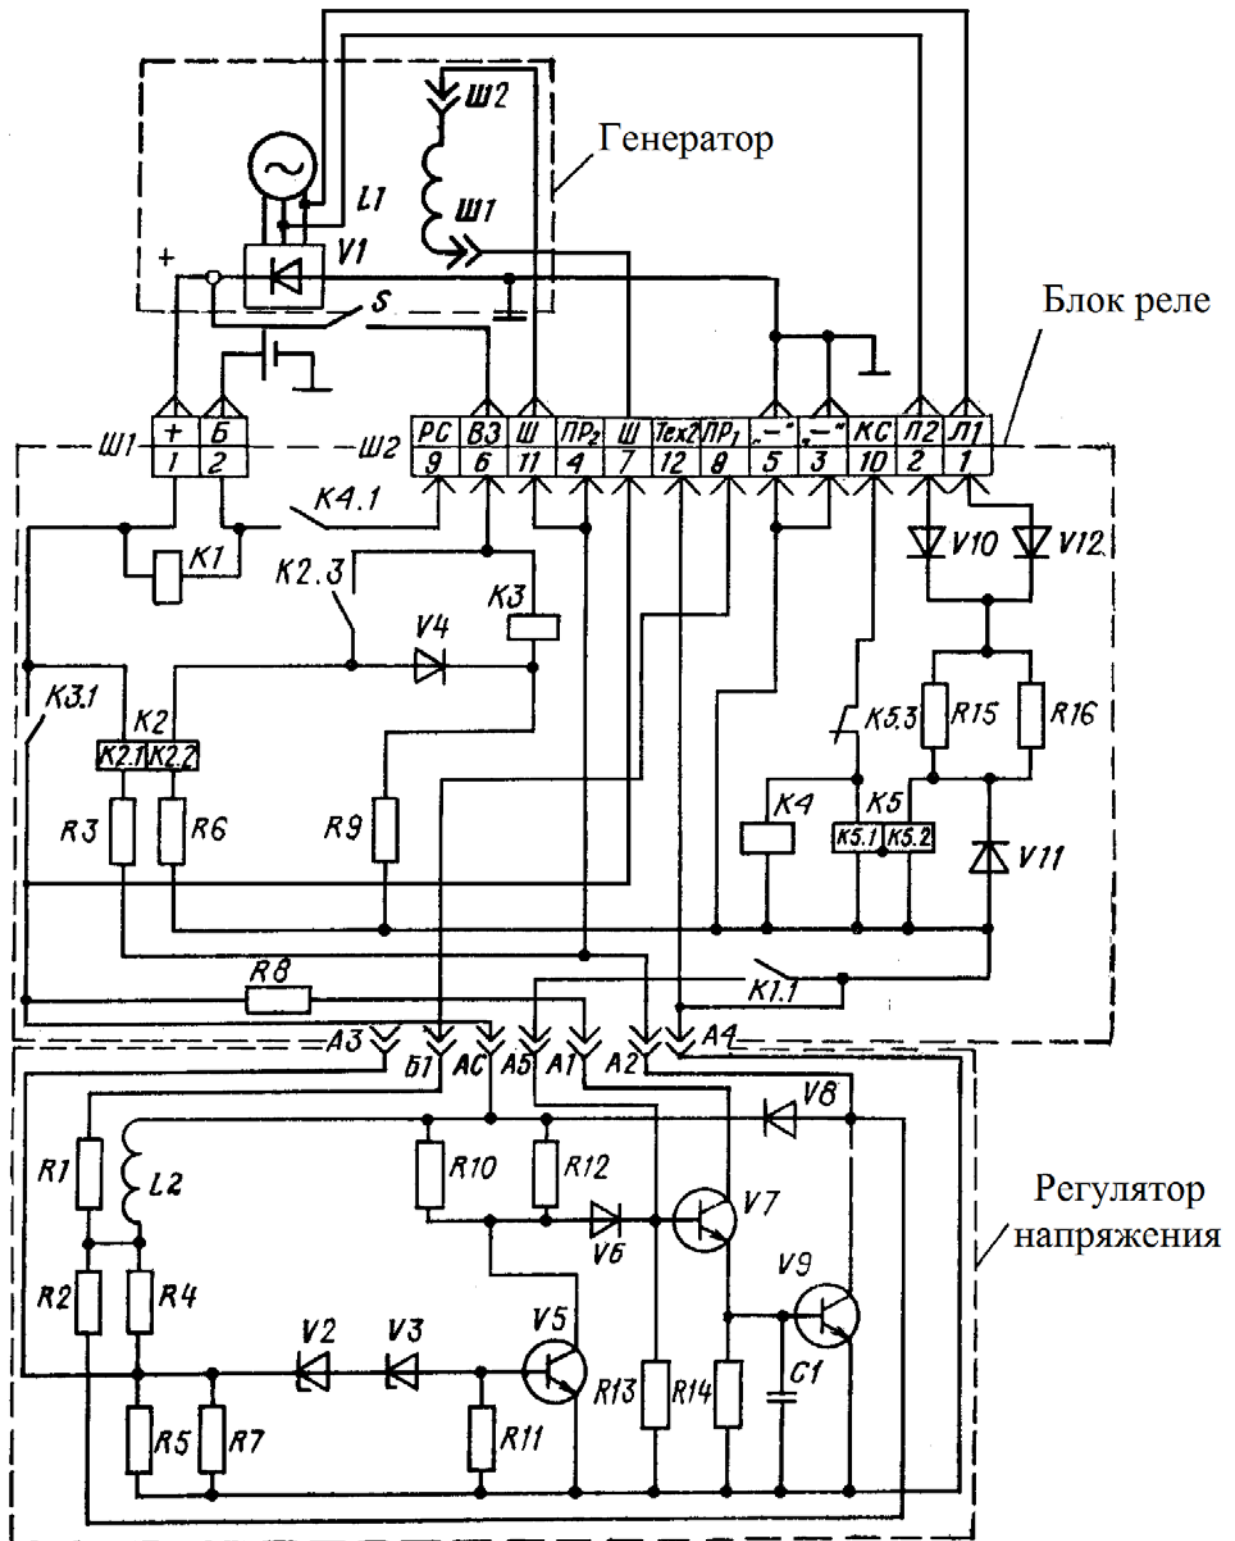 Ш2
Генератор
L1
Ш1
V1
+
S
Блок реле
Ш1
+ Б
1 2
Ш2
РС ВЗ Ш ПР2 Ш Тех2 ПР1 „—“ „—“ КС П2 Л1
9 6 11 4 7 12 8 5 3 10 2 1
К4.1
К1
К2.3
К3
V10
V12
V4
К3.1
К2
К2.1 К2.2
К5.3
R15
R16
R3
R6
R9
К4
К5
К5.1 К5.2
V11
R8
К1.1
А3
Б1
АС
А5
А1
А2
А4
V8
R1
L2
R10
R12
V7
Регулятор
напряжения
V6
R2
R4
V9
V2
V3
V5
R5
R7
R11
R13
R14
C1